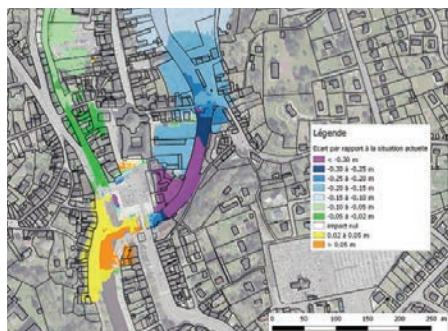 Légende
Ecart par rapport à la situation actuelle
< -0.30 m
-0.30 à -0.25 m
-0.25 à -0.20 m
-0.20 à -0.15 m
-0.15 à -0.10 m
-0.10 à -0.05 m
-0.05 à -0.02 m
impact nul
0.02 à 0.05 m
> 0.05 m
0 50 100 150 200 250 m